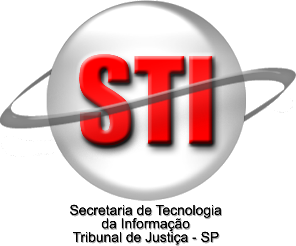 STI
Secretaria de Tecnologia
da Informação
Tribunal de Justiça - SP